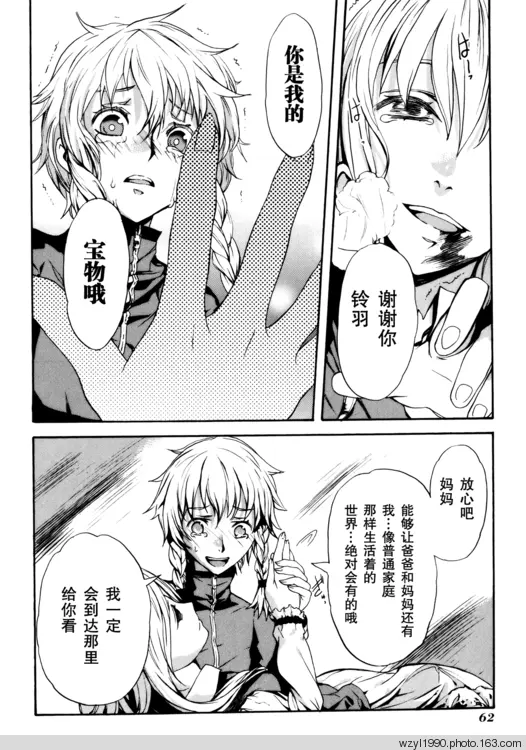 はーっ
はー
谢谢你
铃羽
你是我的
宝物哦
放心吧
妈妈
能够让爸爸和妈妈还有
我…像普通家庭
那样生活着的
世界…绝对会有的哦
我一定
会到达那里
给你看
62
wzyl1990.photo.163.com